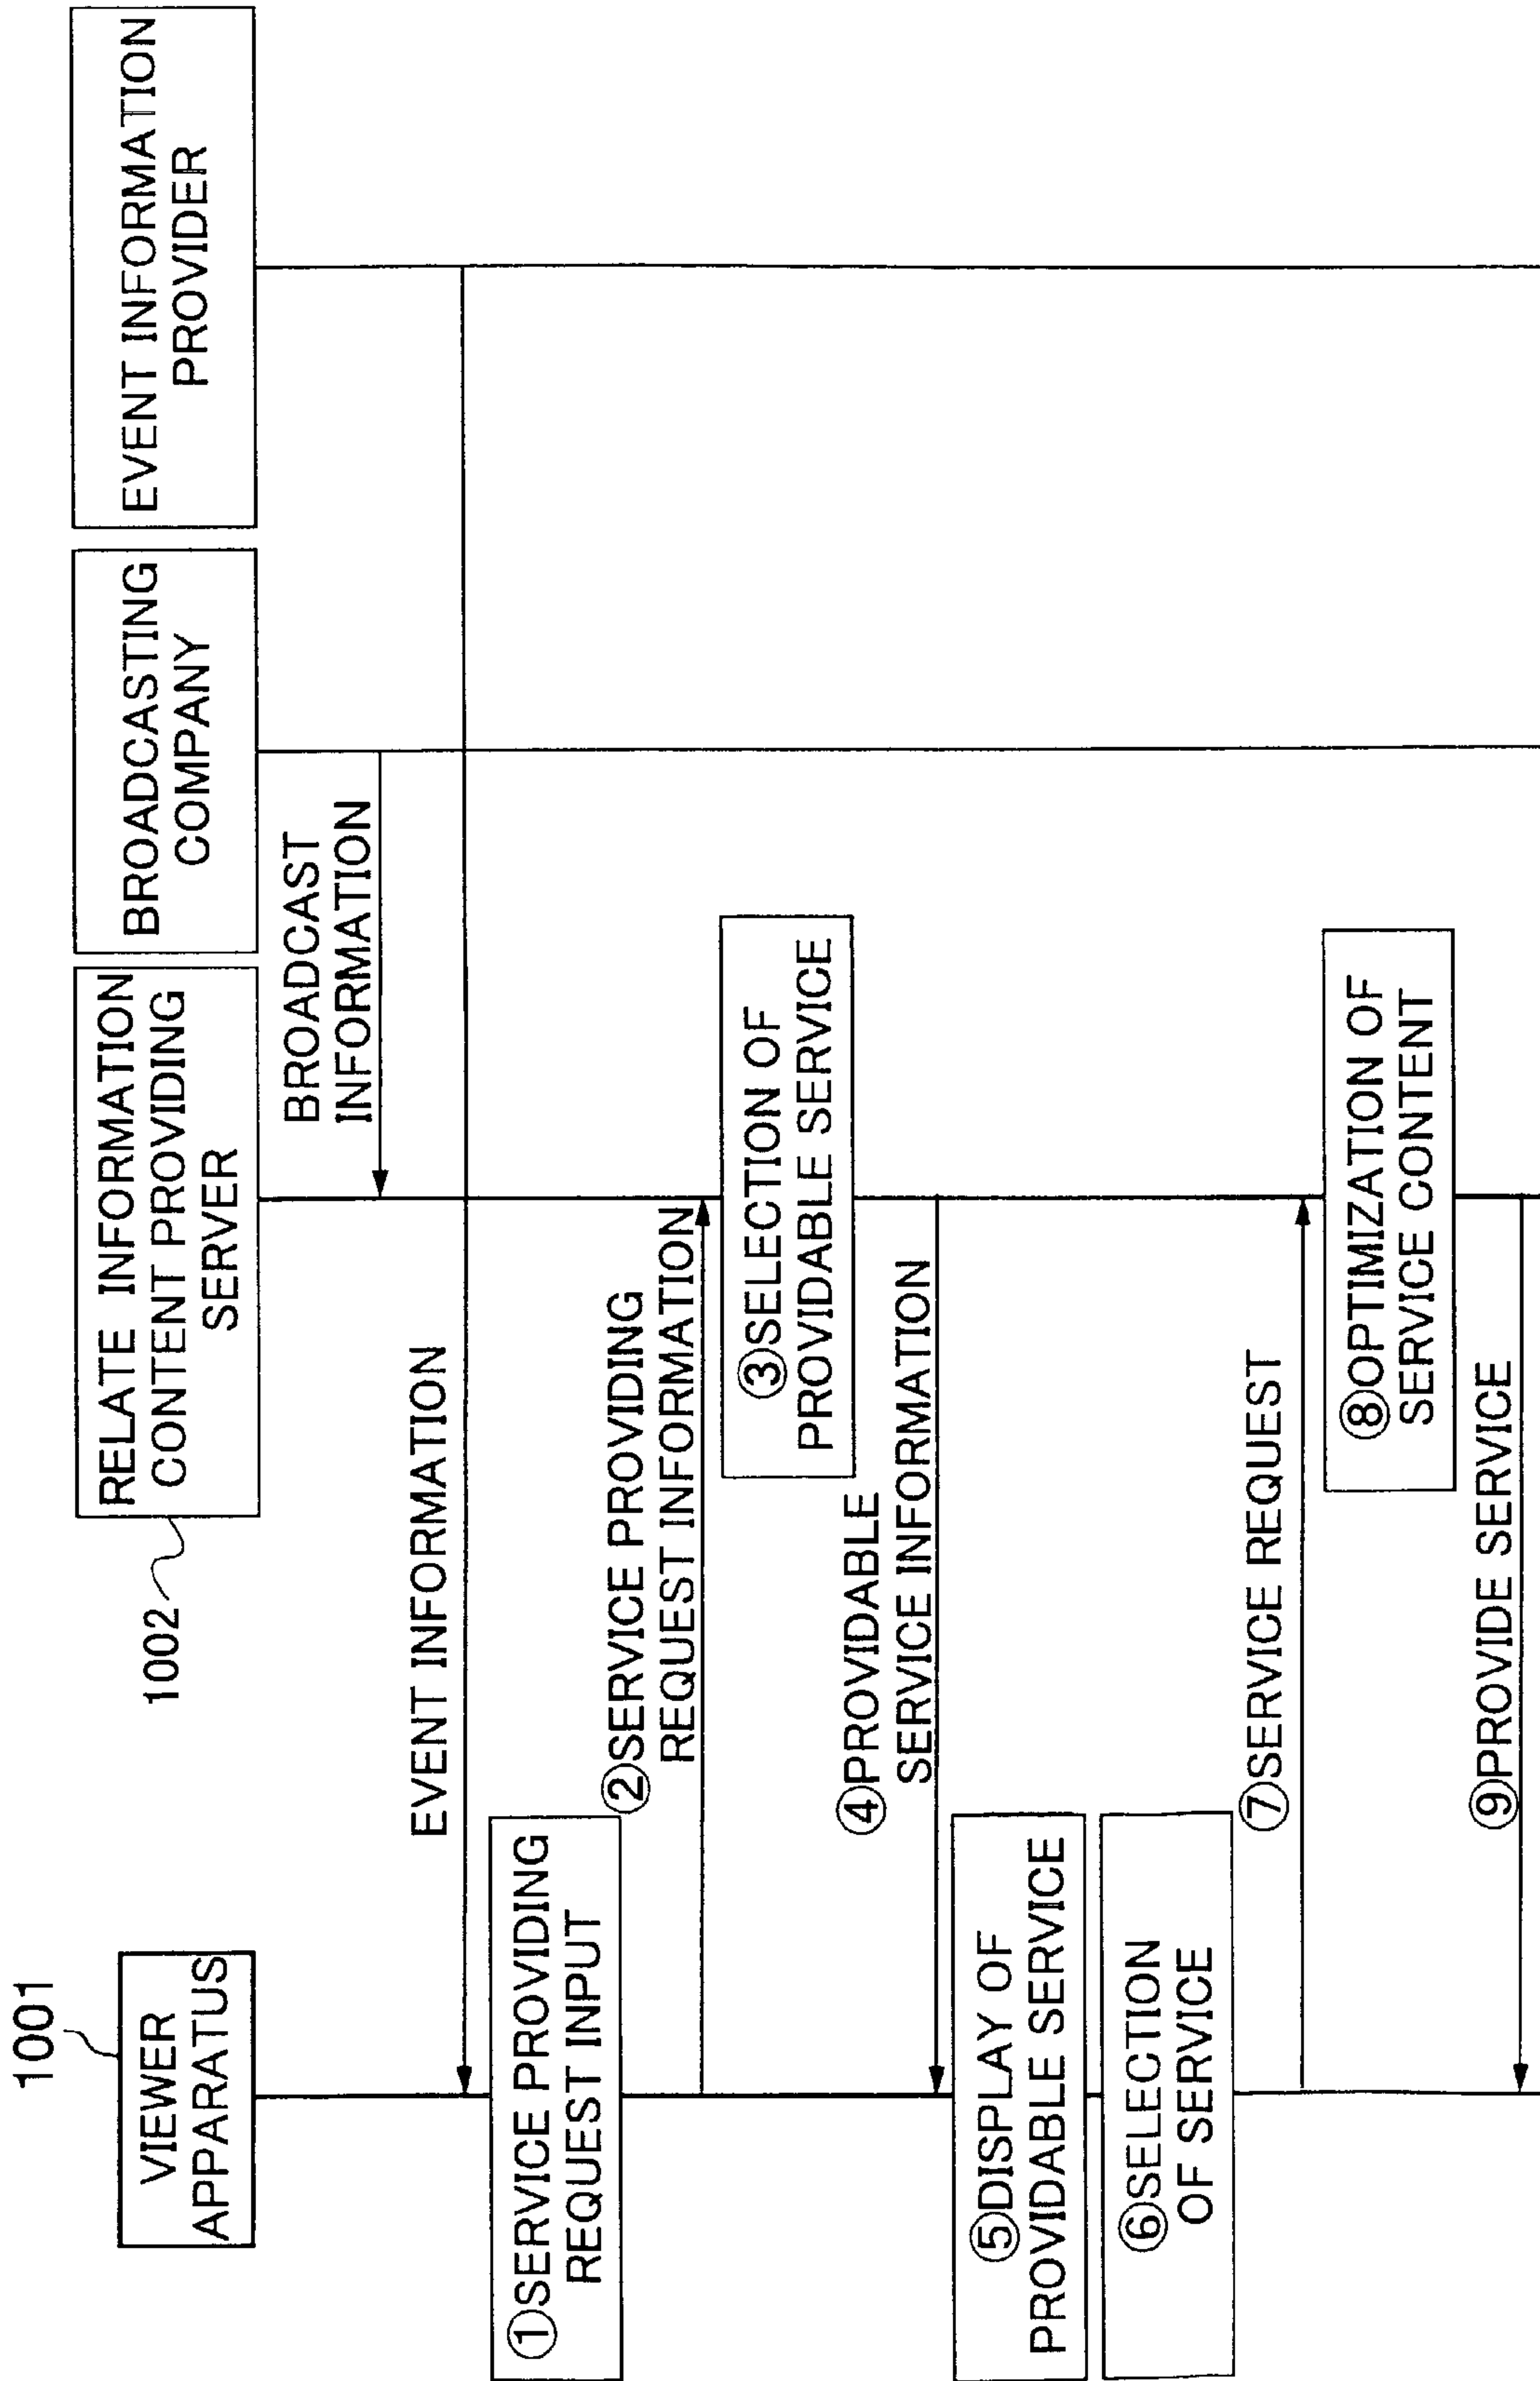 1001
VIEWER
APPARATUS
1002
RELATE INFORMATION
CONTENT PROVIDING
SERVER
BROADCASTING
COMPANY
EVENT INFORMATION
PROVIDER
BROADCAST
INFORMATION
EVENT INFORMATION
①SERVICE PROVIDING
REQUEST INPUT
②SERVICE PROVIDING
REQUEST INFORMATION
③SELECTION OF
PROVIDABLE SERVICE
④PROVIDABLE
SERVICE INFORMATION
⑤DISPLAY OF
PROVIDABLE SERVICE
⑥SELECTION
OF SERVICE
⑦SERVICE REQUEST
⑧OPTIMIZATION OF
SERVICE CONTENT
⑨PROVIDE SERVICE